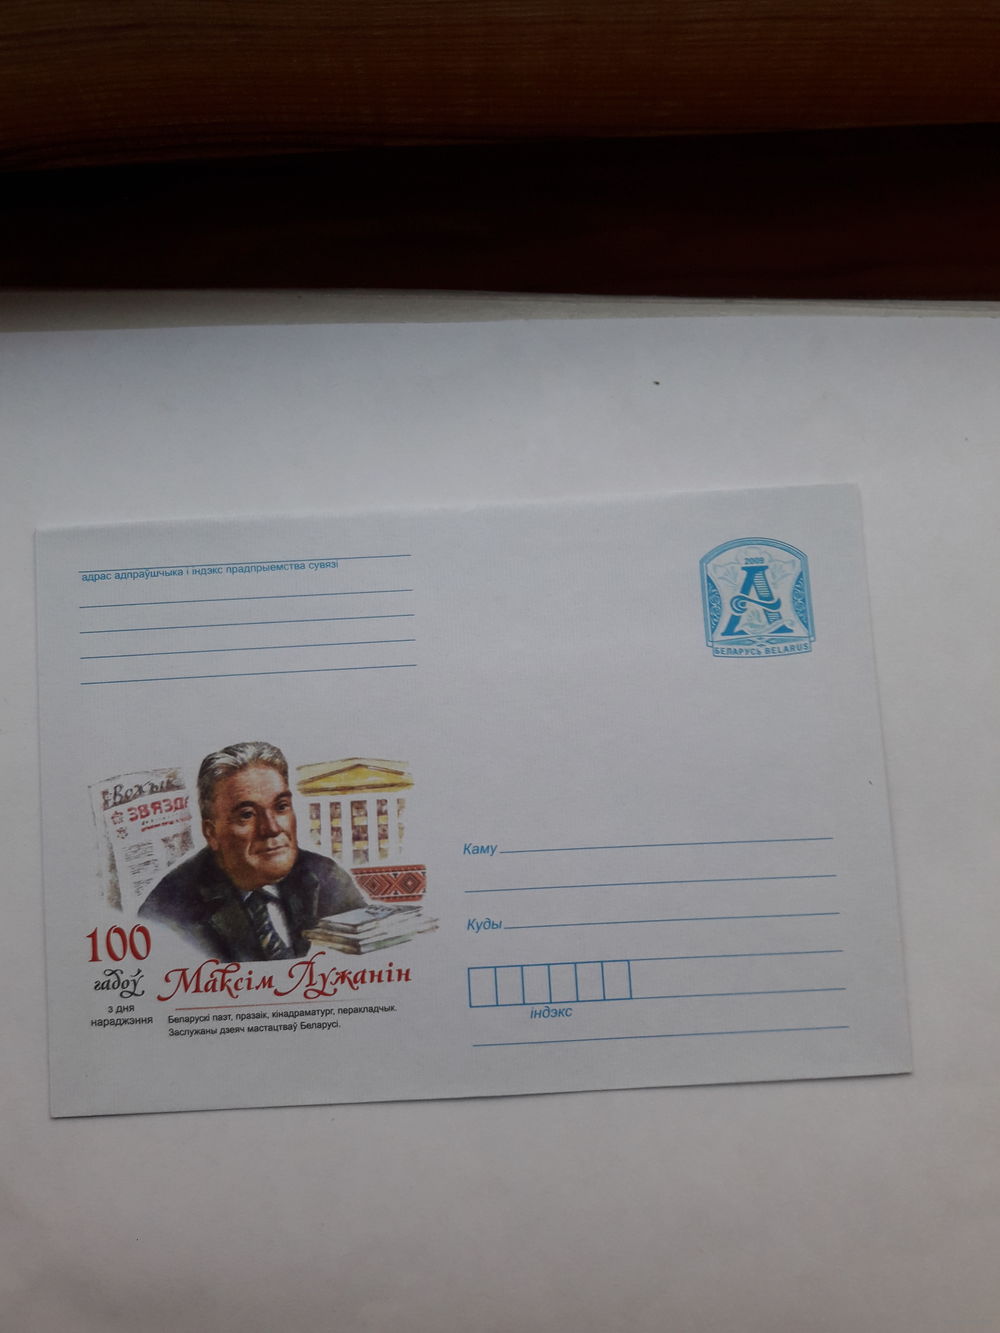 адрас адпраўшчыка і індэкс прадпрыемства сувязі
2009
А
БЕЛАРУСЬ BELARUS
Вожык
ЗВЯЗДА
100
гадоў
з дня
нараджэння
Максім Лужанін
Беларускі паэт, празаік, кінадраматург, перакладчык.
Заслужаны дзеяч мастацтваў Беларусі.
Каму
Куды
індэкс